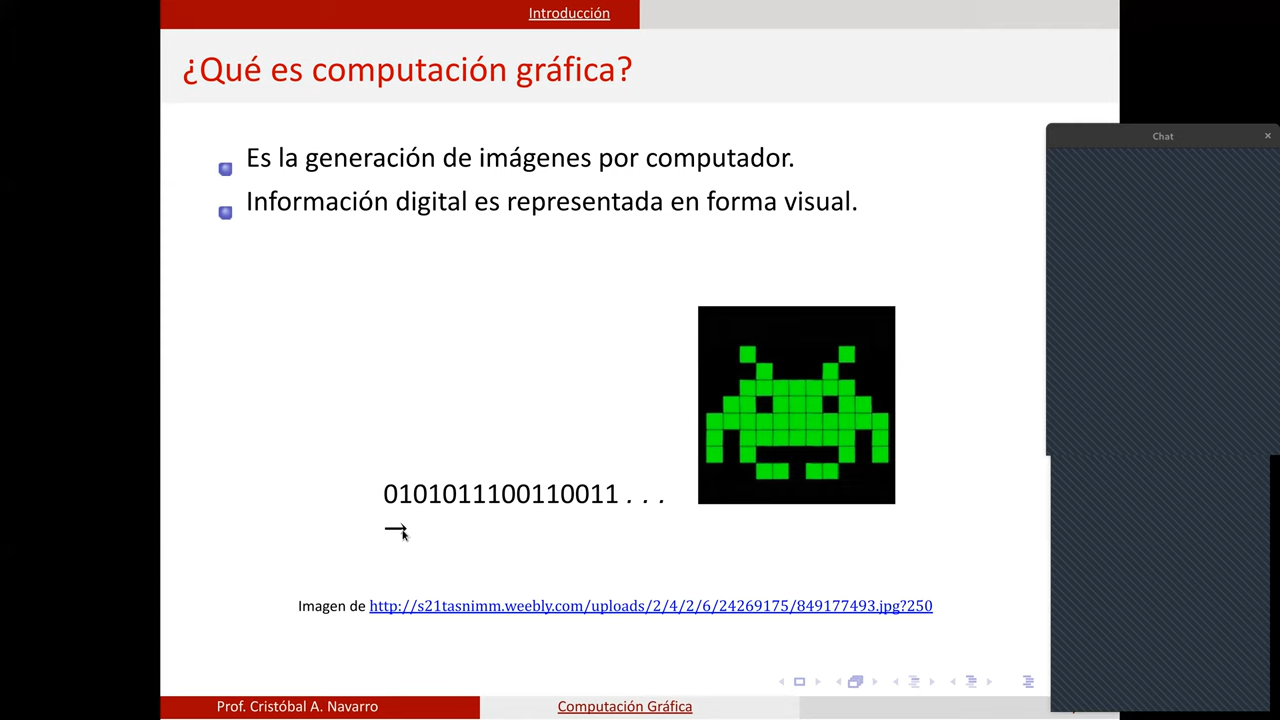 Introducción
¿Qué es computación gráfica?
Chat
Es la generación de imágenes por computador.
Información digital es representada en forma visual.
0101011100110011 . . .
→
Imagen de http://s21tasnimm.weebly.com/uploads/2/4/2/6/24269175/849177493.jpg?250
Prof. Cristóbal A. Navarro
Computación Gráfica